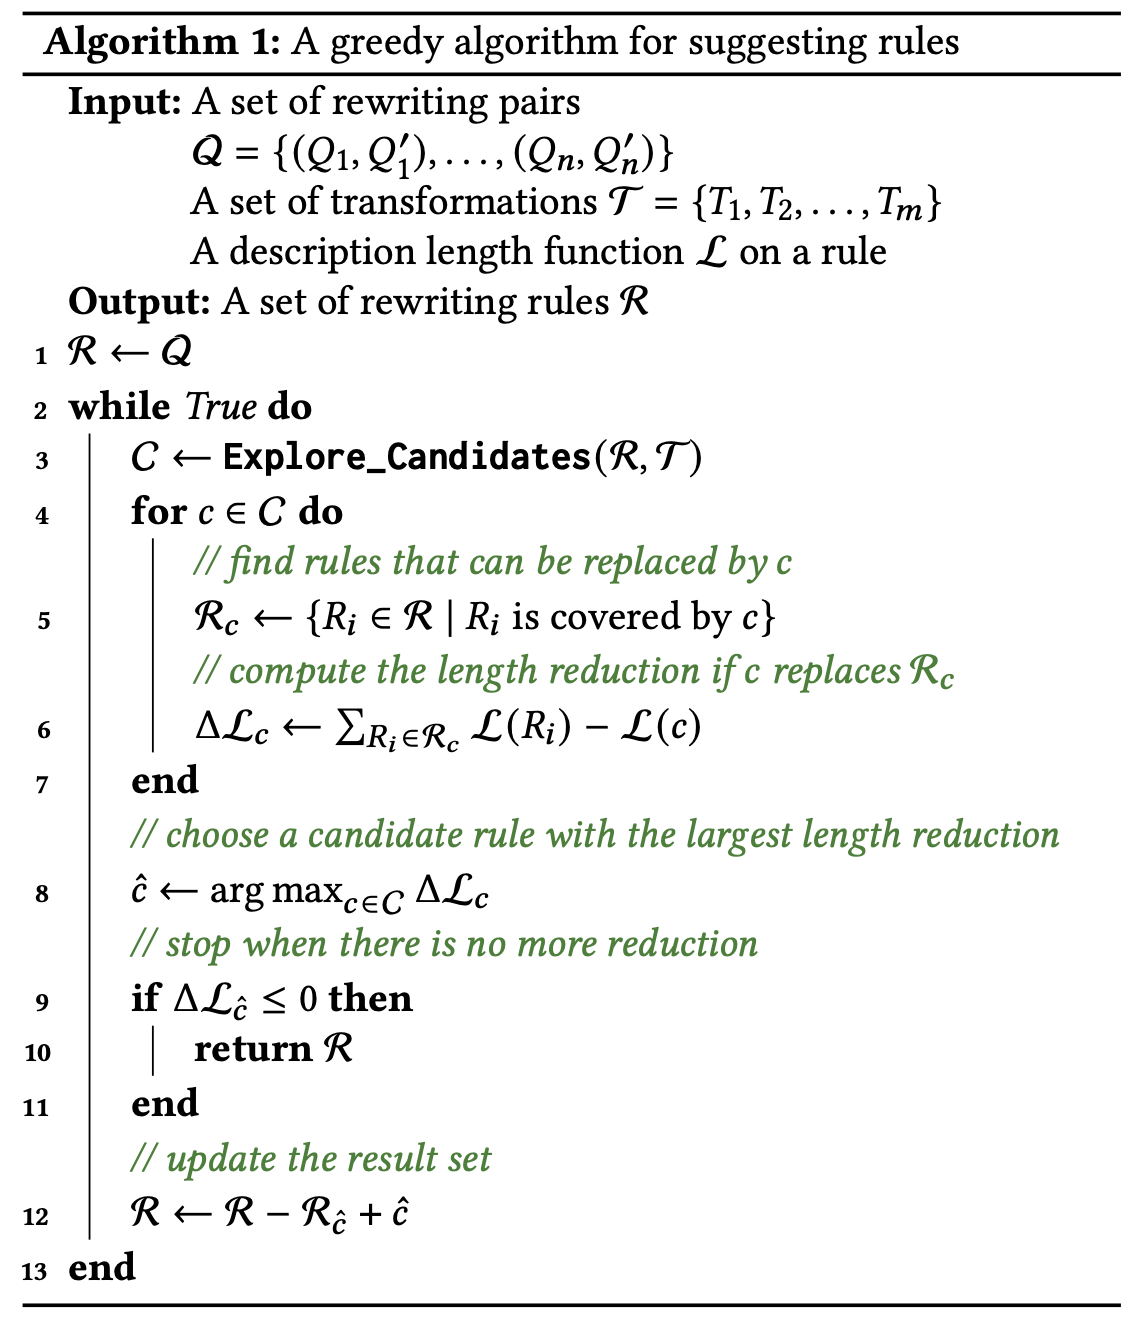 Algorithm 1: A greedy algorithm for suggesting rules
Input: A set of rewriting pairs
𝒬 = {(Q₁, Q′₁), . . . , (Qₙ, Q′ₙ)}
A set of transformations 𝒯 = {T₁, T₂, . . . , Tₘ}
A description length function ℒ on a rule
Output: A set of rewriting rules ℛ
1 ℛ ← 𝒬
2 while True do
3 𝒞 ← Explore_Candidates(ℛ, 𝒯)
4 for c ∈ 𝒞 do
// find rules that can be replaced by c
5 ℛ_c ← {R_i ∈ ℛ | R_i is covered by c}
// compute the length reduction if c replaces ℛ_c
6 Δℒ_c ← ∑_{R_i∈ℛ_c} ℒ(R_i) − ℒ(c)
7 end
// choose a candidate rule with the largest length reduction
8 ĉ ← arg max_{c∈𝒞} Δℒ_c
// stop when there is no more reduction
9 if Δℒ_ĉ ≤ 0 then
10 return ℛ
11 end
// update the result set
12 ℛ ← ℛ − ℛ_ĉ + ĉ
13 end